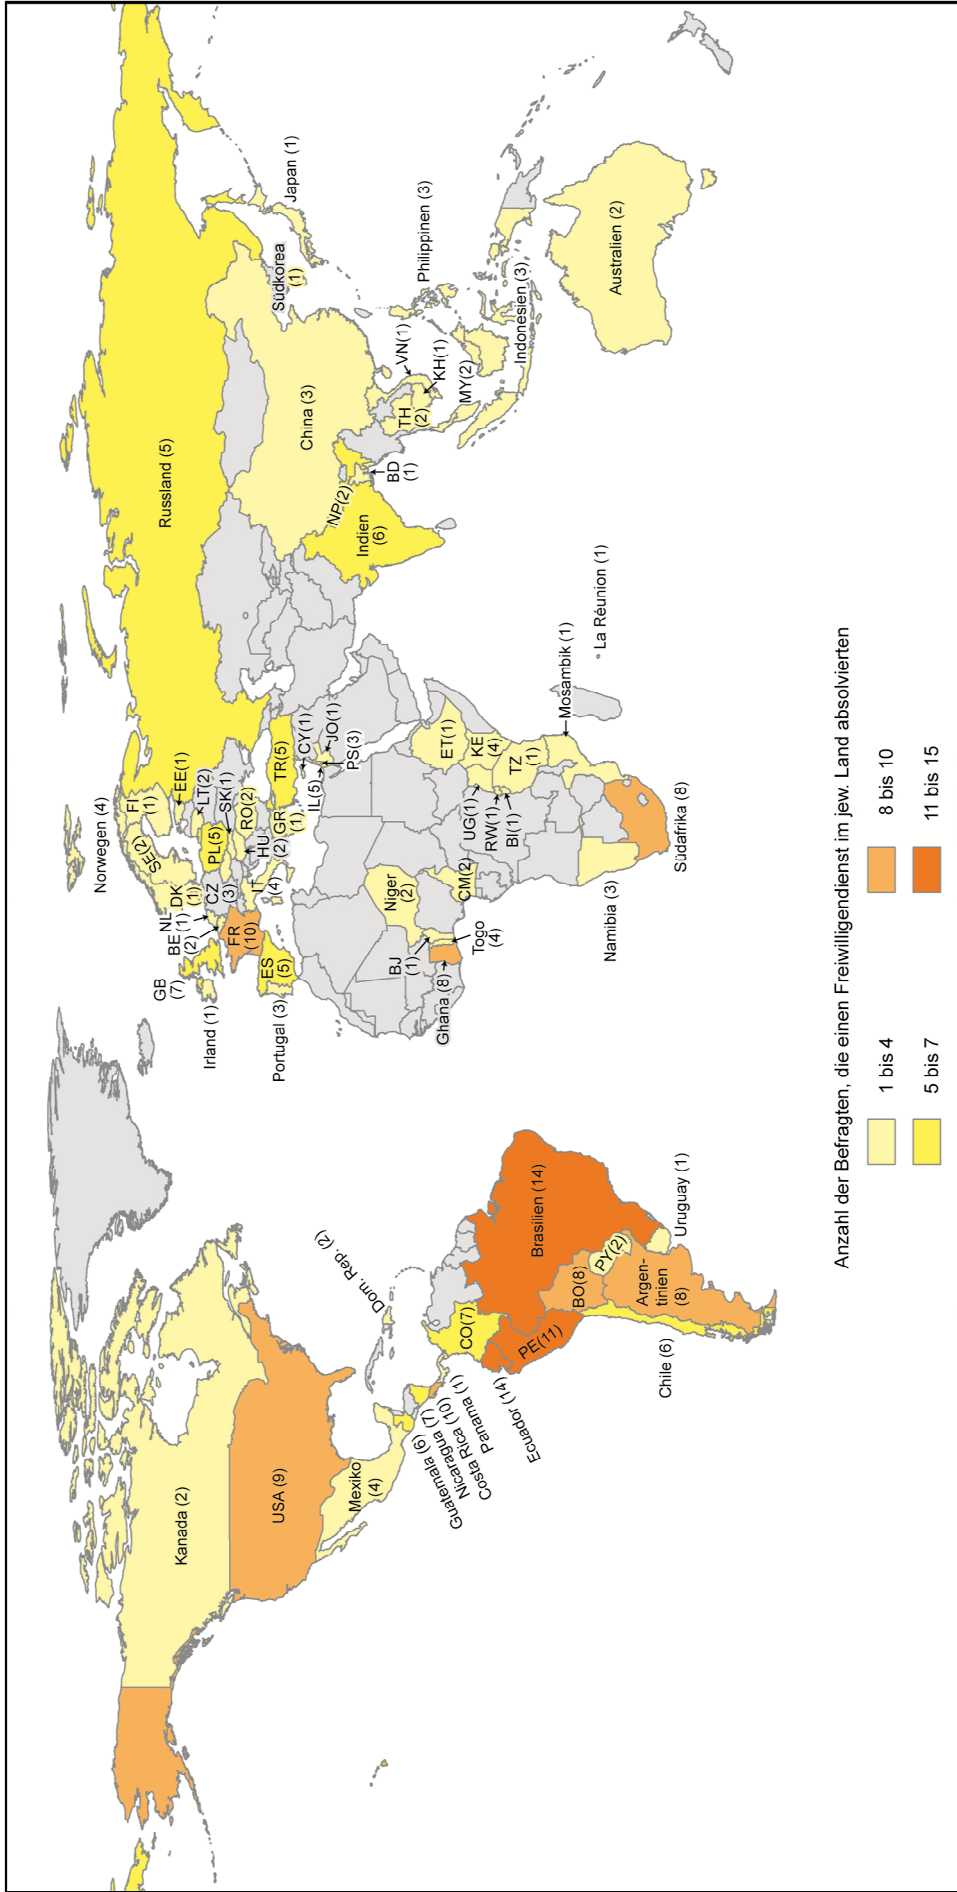 Kanada (2)
USA (9)
Mexiko
(4)
Dom. Rep. (2)
Guatemala (6)
Nicaragua (7)
Costa Rica (10)
Panama (1)
Ecuador (14)
CO(7)
PE(11)
Brasilien (14)
BO(8)
PY(2)
Argen-
tinien
(8)
Uruguay (1)
Chile (6)
Norwegen (4)
SE(2)
FI
(1)
EE(1)
LT(2)
DK
(1)
NL
(1)
BE
(2)
GB
(7)
Irland (1)
PL(5)
CZ
(3)
SK(1)
HU
(2)
RO(2)
FR
(10)
IT
(4)
GR
(1)
ES
(5)
Portugal (3)
TR(5)
CY(1)
IL(5)
JO(1)
PS(3)
Russland (5)
China (3)
Südkorea
(1)
Japan (1)
NP(2)
Indien
(6)
BD
(1)
TH
(2)
VN(1)
KH(1)
MY(2)
Philippinen (3)
Indonesien (3)
Australien (2)
Niger
(2)
BJ
(1)
Togo
(4)
Ghana (8)
CM(2)
ET(1)
KE
(4)
UG(1)
RW(1)
BI(1)
TZ
(1)
Mosambik (1)
La Réunion (1)
Namibia (3)
Südafrika (8)
Anzahl der Befragten, die einen Freiwilligendienst im jew. Land absolvierten
1 bis 4
8 bis 10
5 bis 7
11 bis 15